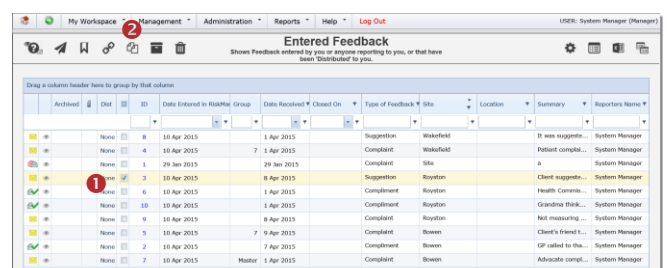 My Workspace Management Administration Reports Help Log Out USER: System Manager (Manager)
2
Entered Feedback
Shows Feedback entered by you or anyone reporting to you, or that have
been 'Distributed' to you.
Drag a column header here to group by that column
Archived Dist ID Date Entered in RiskMan Group Date Received Closed On Type of Feedback Site Location Summary Reporters Name
None 8 10 Apr 2015 1 Apr 2015 Suggestion Wakefield It was suggeste... System Manager
None 4 10 Apr 2015 7 1 Apr 2015 Complaint Wakefield Patient complai... System Manager
None 1 29 Jan 2015 29 Jan 2015 Complaint Site a System Manager
1 None 3 10 Apr 2015 8 Apr 2015 Suggestion Royston Client suggeste... System Manager
None 6 10 Apr 2015 1 Apr 2015 Compliment Royston Health Commis... System Manager
None 10 10 Apr 2015 1 Apr 2015 Compliment Royston Grandma think... System Manager
None 9 10 Apr 2015 8 Apr 2015 Complaint Royston Not measuring ... System Manager
None 5 10 Apr 2015 7 9 Apr 2015 Complaint Bowen Client's friend t... System Manager
None 2 10 Apr 2015 7 Apr 2015 Compliment Bowen GP called to tha... System Manager
None 7 10 Apr 2015 Master 1 Apr 2015 Complaint Bowen Advocate compl... System Manager